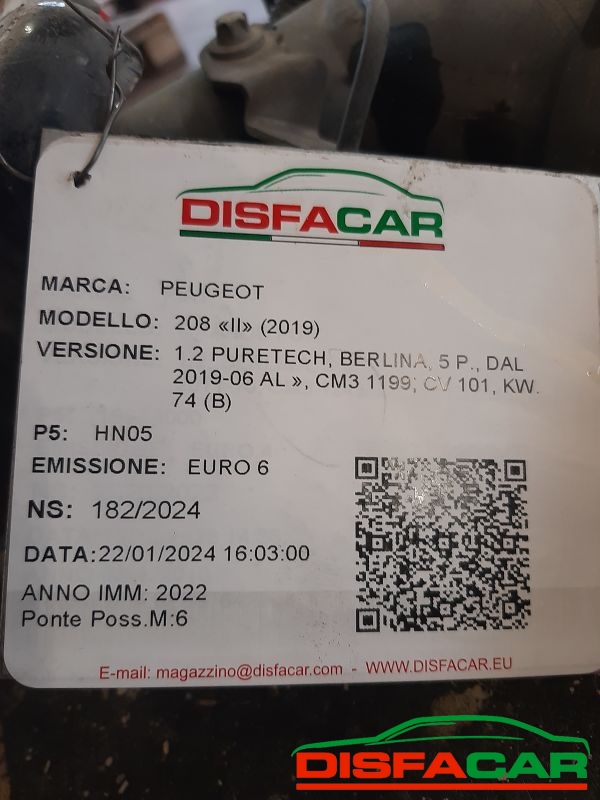 DISFACAR
MARCA: PEUGEOT
MODELLO: 208 «II» (2019)
VERSIONE: 1.2 PURETECH, BERLINA, 5 P., DAL
2019-06 AL », CM3 1199, CV 101, KW.
74 (B)
P5: HN05
EMISSIONE: EURO 6
NS: 182/2024
DATA:22/01/2024 16:03:00
ANNO IMM: 2022
Ponte Poss.M:6
E-mail: magazzino@disfacar.com - WWW.DISFACAR.EU
DISFACAR